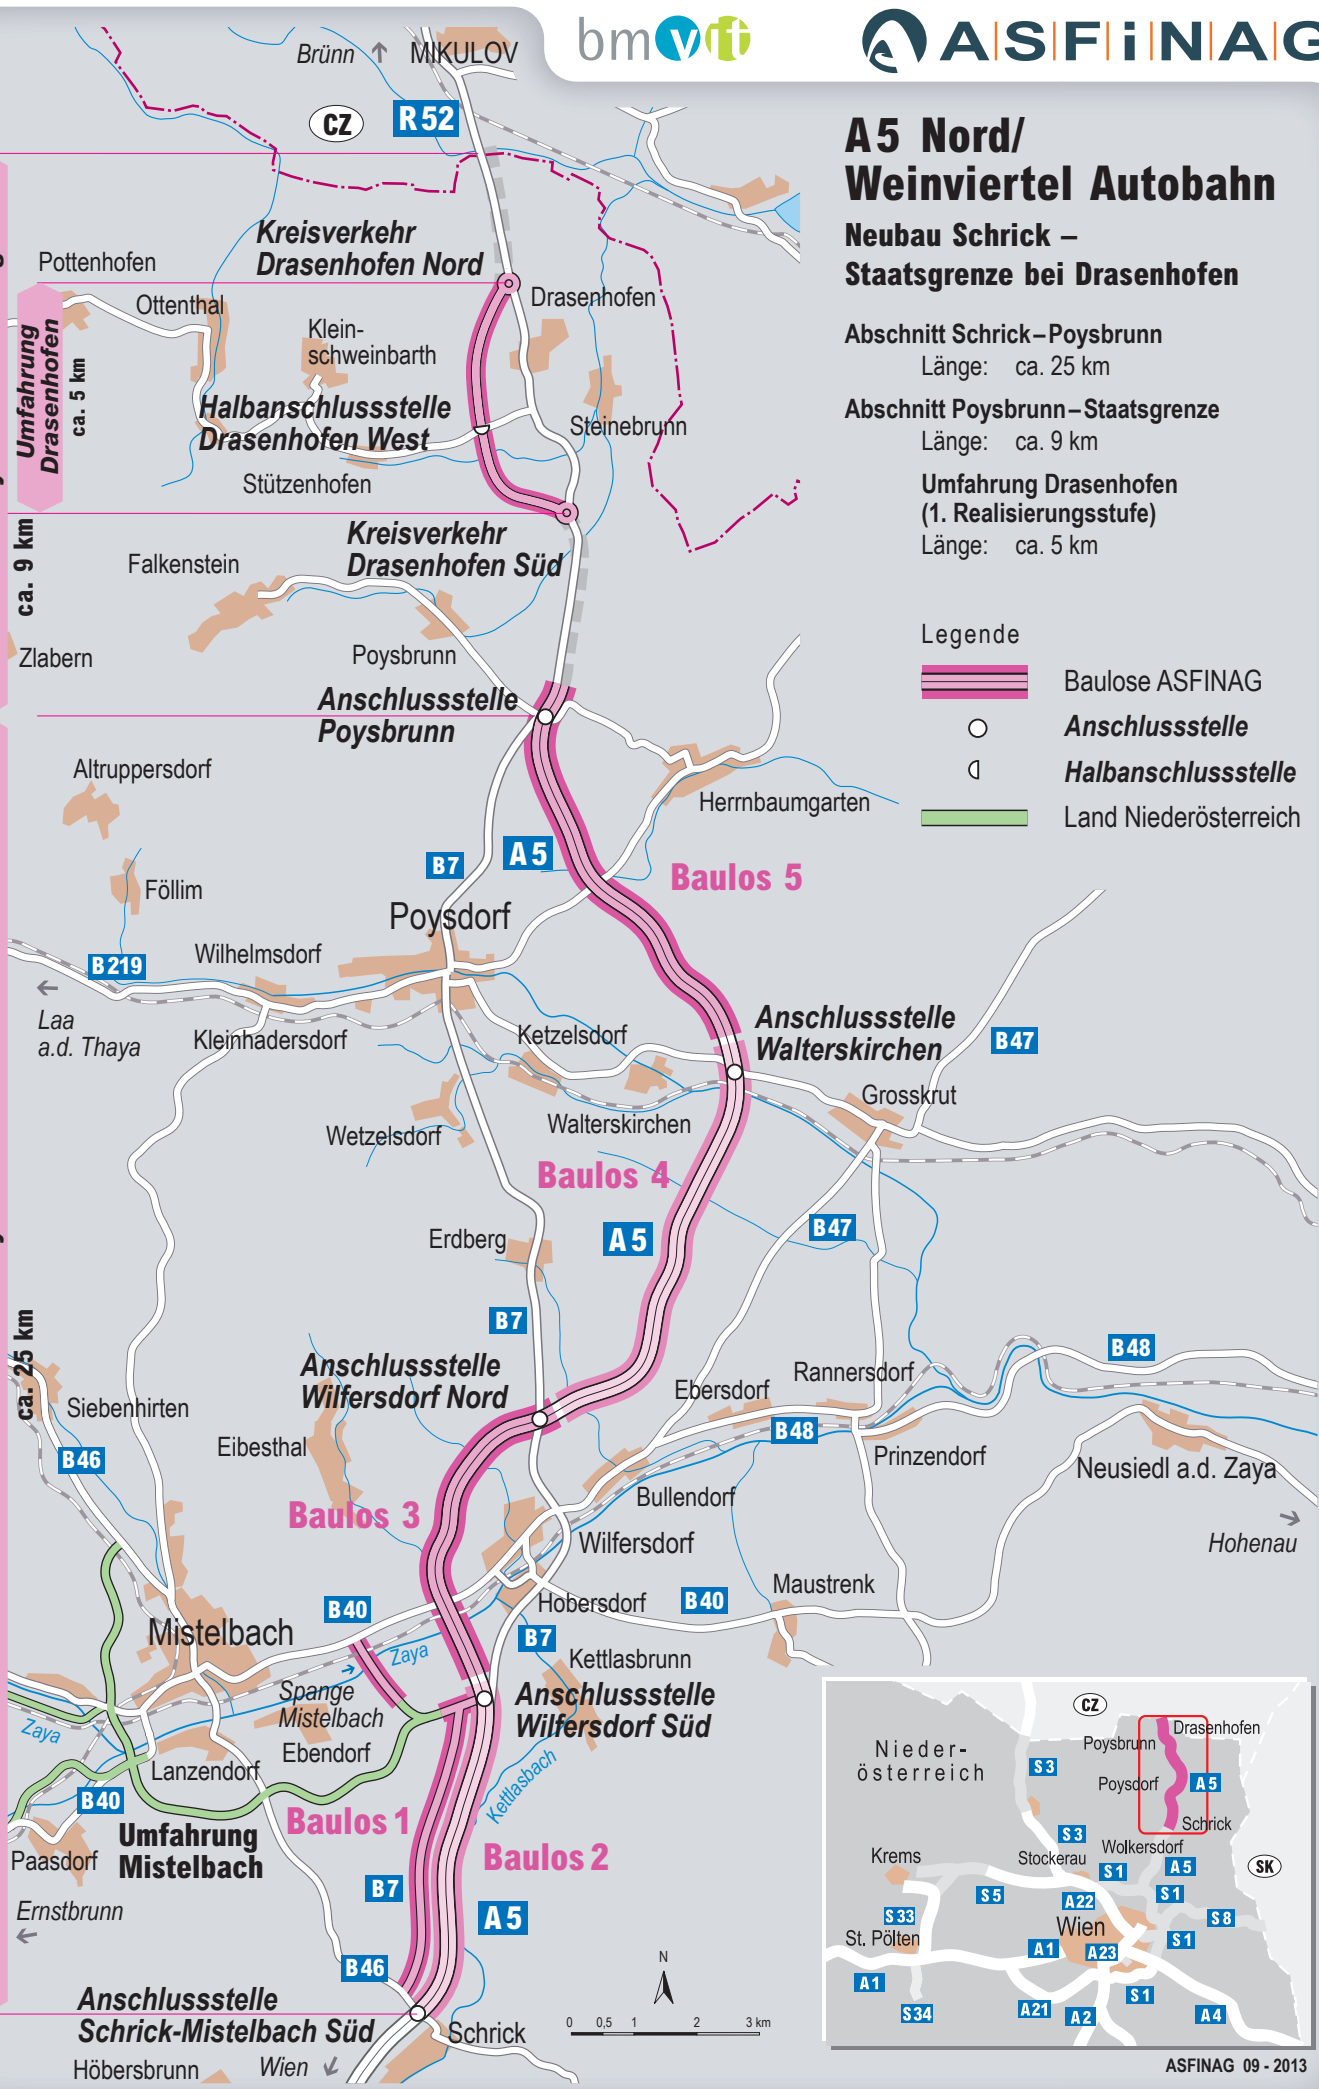 bmvit
ASFiNAG
Brünn
MIKULOV
CZ
R 52
A5 Nord/
Weinviertel Autobahn
Neubau Schrick –
Staatsgrenze bei Drasenhofen
Abschnitt Schrick–Poysbrunn
Länge: ca. 25 km
Abschnitt Poysbrunn–Staatsgrenze
Länge: ca. 9 km
Umfahrung Drasenhofen
(1. Realisierungsstufe)
Länge: ca. 5 km
Legende
Baulose ASFINAG
Anschlussstelle
Halbanschlussstelle
Land Niederösterreich
Kreisverkehr
Drasenhofen Nord
Pottenhofen
Ottenthal
Drasenhofen
Klein-
schweinbarth
Umfahrung
Drasenhofen
ca. 5 km
Halbanschlussstelle
Drasenhofen West
Steinebrunn
Stützenhofen
Kreisverkehr
Drasenhofen Süd
ca. 9 km
Falkenstein
Zlabern
Poysbrunn
Anschlussstelle
Poysbrunn
Altruppersdorf
Herrnbaumgarten
B7
A5
Baulos 5
Föllim
Poysdorf
Wilhelmsdorf
B219
Laa
a.d. Thaya
Kleinhadersdorf
Ketzelsdorf
Anschlussstelle
Walterskirchen
B47
Grosskrut
Walterskirchen
Wetzelsdorf
Baulos 4
A5
B47
Erdberg
B7
ca. 25 km
B48
Anschlussstelle
Wilfersdorf Nord
Rannersdorf
Ebersdorf
Siebenhirten
Eibesthal
B48
Prinzendorf
B46
Neusiedl a.d. Zaya
Bullendorf
Baulos 3
Wilfersdorf
Hohenau
Maustrenk
Hobersdorf
B40
B40
Mistelbach
B7
Zaya
Kettlasbrunn
Spange
Mistelbach
Anschlussstelle
Wilfersdorf Süd
Zaya
Ebendorf
Lanzendorf
Kettlasbach
B40
Baulos 1
Umfahrung
Mistelbach
Paasdorf
Baulos 2
B7
A5
Ernstbrunn
B46
Anschlussstelle
Schrick-Mistelbach Süd
Schrick
Höbersbrunn
Wien
N
0 0,5 1 2 3 km
CZ
Drasenhofen
Poysbrunn
Nieder-
österreich
S3
Poysdorf
A5
Schrick
S3
Wolkersdorf
Krems
Stockerau
S1
A5
SK
S5
A22
S1
S33
Wien
S8
St. Pölten
A1
A23
S1
A1
S1
S34
A21
A2
A4
ASFINAG 09 - 2013